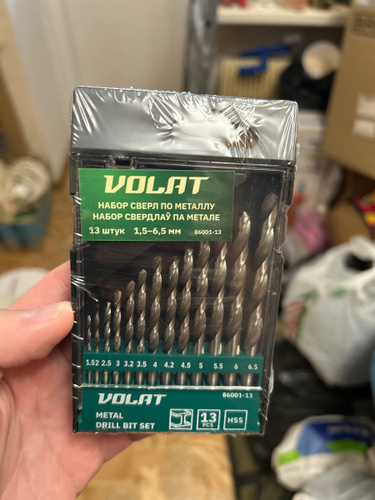 VOLAT
НАБОР СВЕРЛ ПО МЕТАЛЛУ
НАБОР СВЕРДЛАЎ ПА МЕТАЛЕ
13 штук 1,5–6,5 мм 86001-13
1.5 2 2.5 3 3.2 3.5 4 4.2 4.5 5 5.5 6 6.5
VOLAT 86001-13
METAL
DRILL BIT SET
13
PCS
HSS